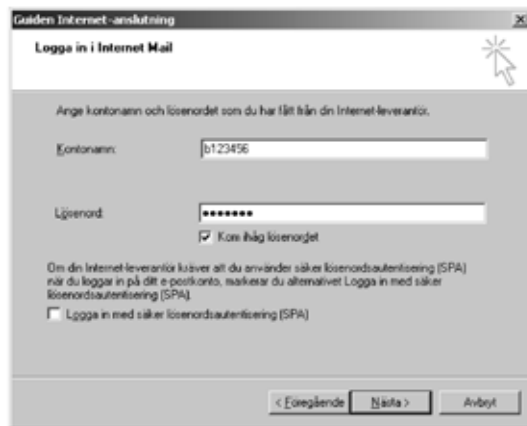 Guiden Internet-anslutning
Logga in i Internet Mail
Ange kontonamn och lösenordet som du har fått från din Internet-leverantör.
Kontonamn: b123456
Lösenord: •••••••
Kom ihåg lösenordet
Om din Internet-leverantör kräver att du använder säker lösenordsautentisering (SPA)
när du loggar in på ditt e-postkonto, markerar du alternativet Logga in med säker
lösenordsautentisering (SPA).
Logga in med säker lösenordsautentisering (SPA)
< Föregående Nästa > Avbryt